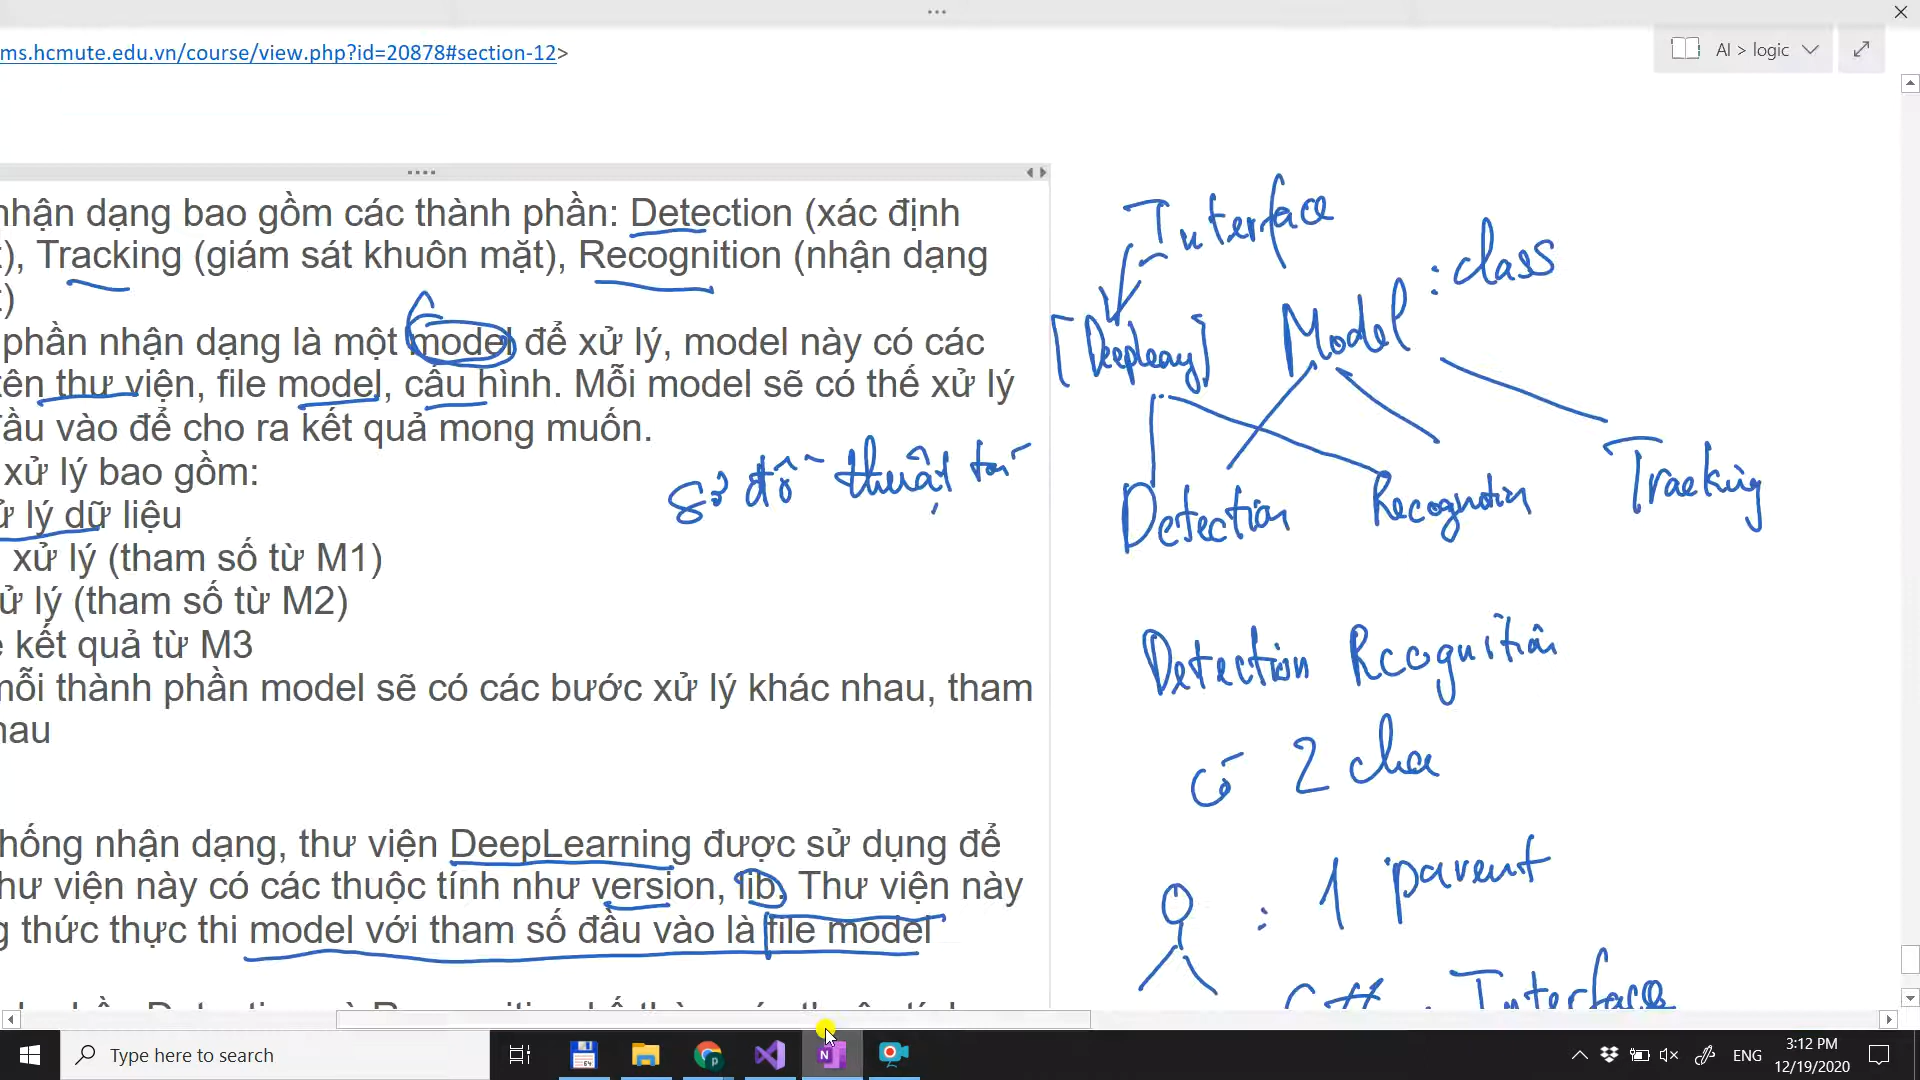 ms.hcmute.edu.vn/course/view.php?id=20878#section-12>
AI > logic
nhận dạng bao gồm các thành phần: Detection (xác định
t), Tracking (giám sát khuôn mặt), Recognition (nhận dạng
t)
phần nhận dạng là một model để xử lý, model này có các
tên thư viện, file model, cấu hình. Mỗi model sẽ có thể xử lý
đầu vào để cho ra kết quả mong muốn.
xử lý bao gồm:
ử lý dữ liệu
xử lý (tham số từ M1)
ử lý (tham số từ M2)
kết quả từ M3
mỗi thành phần model sẽ có các bước xử lý khác nhau, tham
hau
hống nhận dạng, thư viện DeepLearning được sử dụng để
hư viện này có các thuộc tính như version, lib. Thư viện này
g thức thực thi model với tham số đầu vào là file model
thuật
Interface
Model : class
Detection Recognition Tracking
Detection Recognition
có 2 cha
: 1 parent
C# : Interface
Type here to search
ENG
3:12 PM
12/19/2020